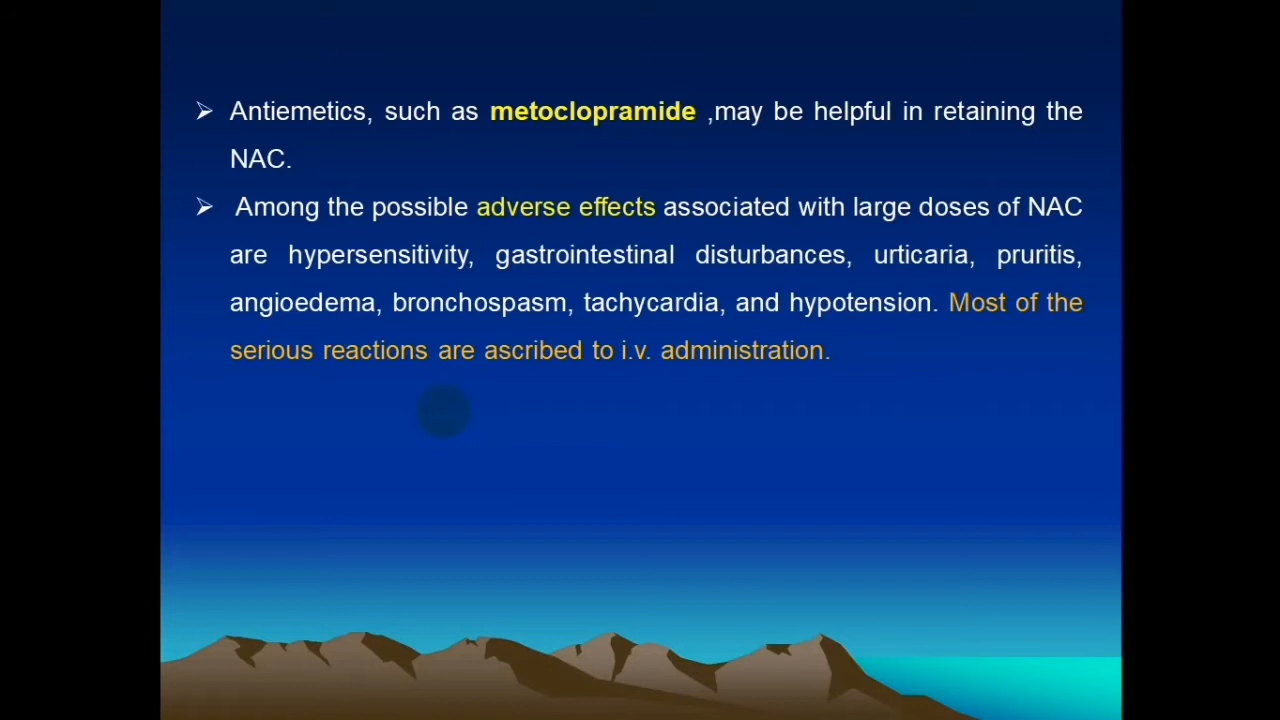 ➢ Antiemetics, such as metoclopramide ,may be helpful in retaining the
NAC.
➢ Among the possible adverse effects associated with large doses of NAC
are hypersensitivity, gastrointestinal disturbances, urticaria, pruritis,
angioedema, bronchospasm, tachycardia, and hypotension. Most of the
serious reactions are ascribed to i.v. administration.